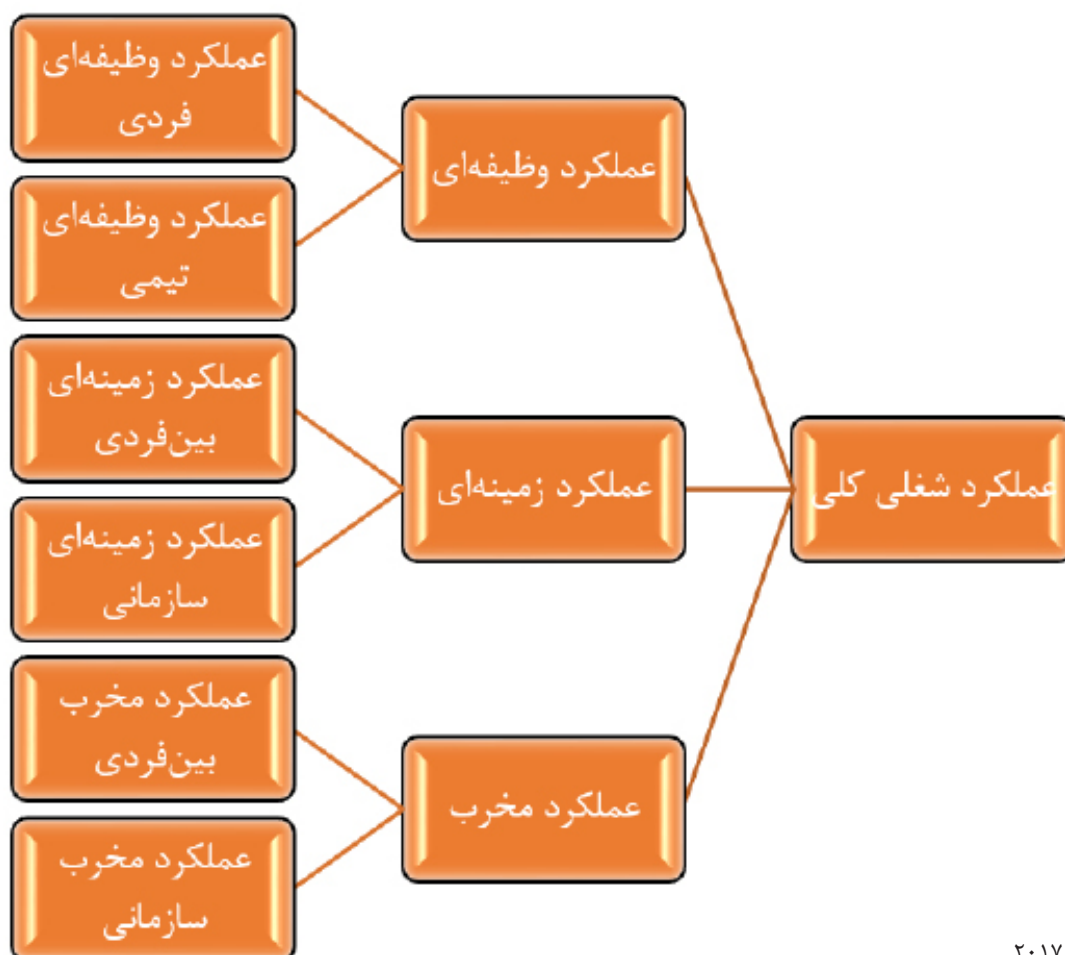 عملکرد شغلی کلی
عملکرد وظیفه‌ای
عملکرد وظیفه‌ای
فردی
عملکرد وظیفه‌ای
تیمی
عملکرد زمینه‌ای
عملکرد زمینه‌ای
بین‌فردی
عملکرد زمینه‌ای
سازمانی
عملکرد مخرب
عملکرد مخرب
بین‌فردی
عملکرد مخرب
سازمانی
۲۰۱۷